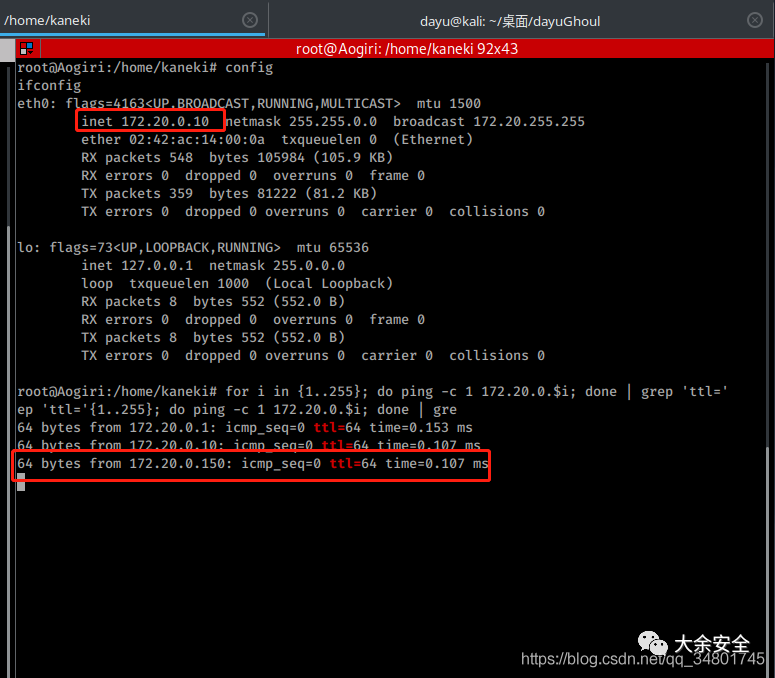 /home/kaneki
dayu@kali: ~/桌面/dayuGhoul
root@Aogiri: /home/kaneki 92x43
root@Aogiri:/home/kaneki# config
ifconfig
eth0: flags=4163<UP,BROADCAST,RUNNING,MULTICAST>  mtu 1500
inet 172.20.0.10  netmask 255.255.0.0  broadcast 172.20.255.255
ether 02:42:ac:14:00:0a  txqueuelen 0  (Ethernet)
RX packets 548  bytes 105984 (105.9 KB)
RX errors 0  dropped 0  overruns 0  frame 0
TX packets 359  bytes 81222 (81.2 KB)
TX errors 0  dropped 0 overruns 0  carrier 0  collisions 0
lo: flags=73<UP,LOOPBACK,RUNNING>  mtu 65536
inet 127.0.0.1  netmask 255.0.0.0
loop  txqueuelen 1000  (Local Loopback)
RX packets 8  bytes 552 (552.0 B)
RX errors 0  dropped 0  overruns 0  frame 0
TX packets 8  bytes 552 (552.0 B)
TX errors 0  dropped 0 overruns 0  carrier 0  collisions 0
root@Aogiri:/home/kaneki# for i in {1..255}; do ping -c 1 172.20.0.$i; done | grep 'ttl='
ep 'ttl='{1..255}; do ping -c 1 172.20.0.$i; done | gre
64 bytes from 172.20.0.1: icmp_seq=0 ttl=64 time=0.153 ms
64 bytes from 172.20.0.10: icmp_seq=0 ttl=64 time=0.107 ms
64 bytes from 172.20.0.150: icmp_seq=0 ttl=64 time=0.107 ms
大余安全
https://blog.csdn.net/qq_34801745